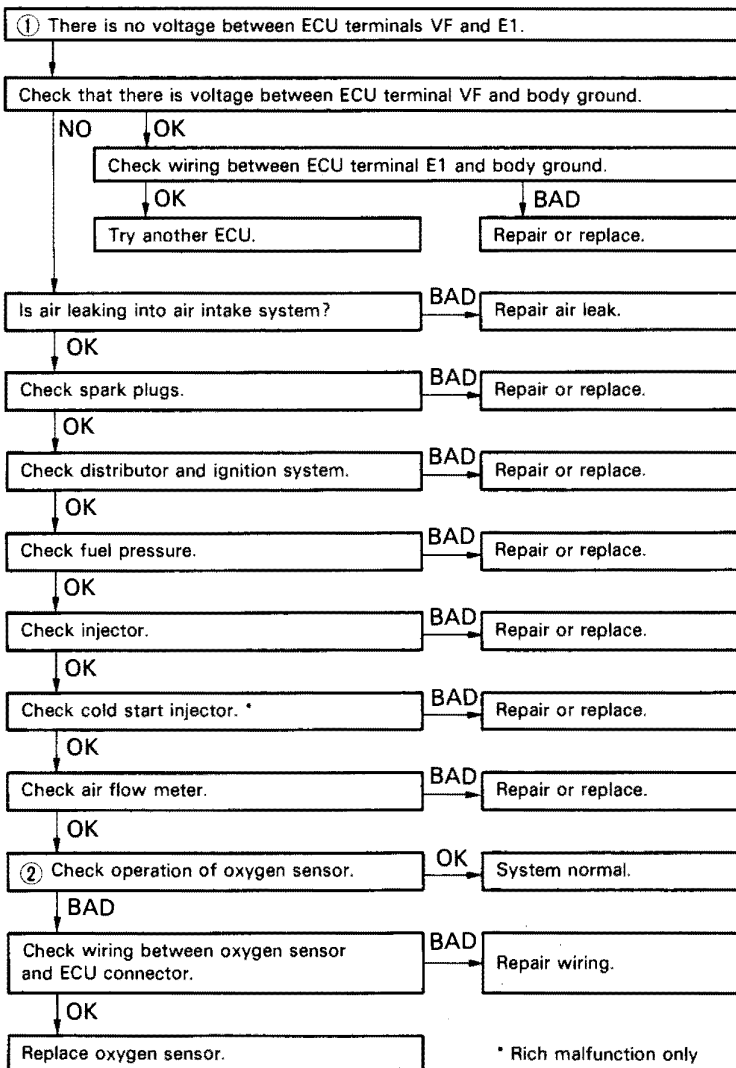 ① There is no voltage between ECU terminals VF and E1.
Check that there is voltage between ECU terminal VF and body ground.
NO
OK
Check wiring between ECU terminal E1 and body ground.
OK
BAD
Try another ECU.
Repair or replace.
Is air leaking into air intake system?
BAD
Repair air leak.
OK
Check spark plugs.
BAD
Repair or replace.
OK
Check distributor and ignition system.
BAD
Repair or replace.
OK
Check fuel pressure.
BAD
Repair or replace.
OK
Check injector.
BAD
Repair or replace.
OK
Check cold start injector. *
BAD
Repair or replace.
OK
Check air flow meter.
BAD
Repair or replace.
OK
② Check operation of oxygen sensor.
OK
System normal.
BAD
Check wiring between oxygen sensor
and ECU connector.
BAD
Repair wiring.
OK
Replace oxygen sensor.
* Rich malfunction only